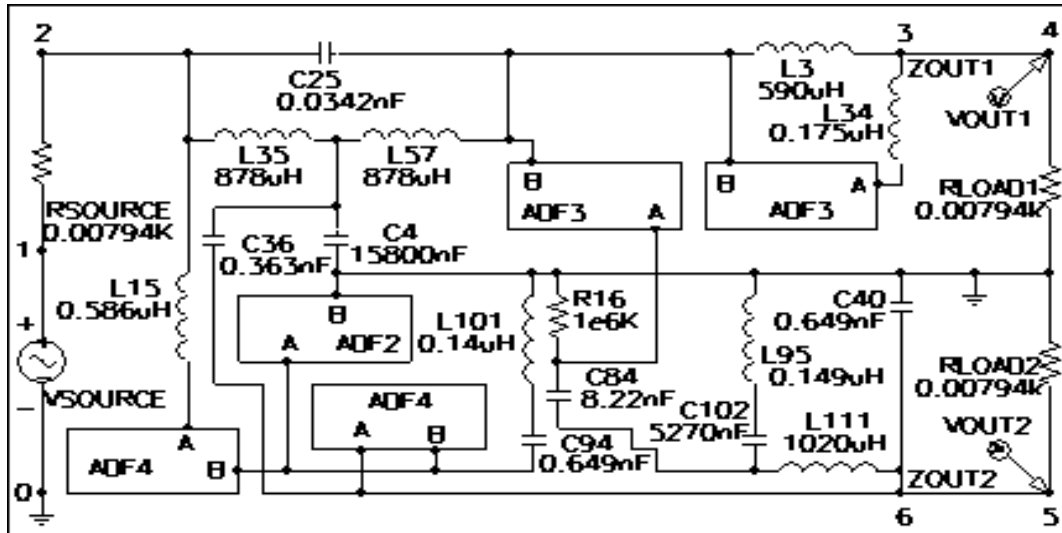 2
3
4
C25
0.0342nF
L3
590uH
ZOUT1
L34
0.175uH
V
VOUT1
L35
878uH
L57
878uH
B
ADF3
A
B
A
ADF3
RLOAD1
0.00794K
RSOURCE
0.00794K
1
C36
0.363nF
C4
15800nF
L15
0.586uH
B
A
ADF2
L101
0.14uH
R16
1e6K
C40
0.649nF
L95
0.149uH
RLOAD2
0.00794K
+
-
VSOURCE
ADF4
A
B
C84
8.22nF
C102
5270nF
L111
1020uH
VOUT2
V
A
ADF4
B
C94
0.649nF
ZOUT2
0
6
5